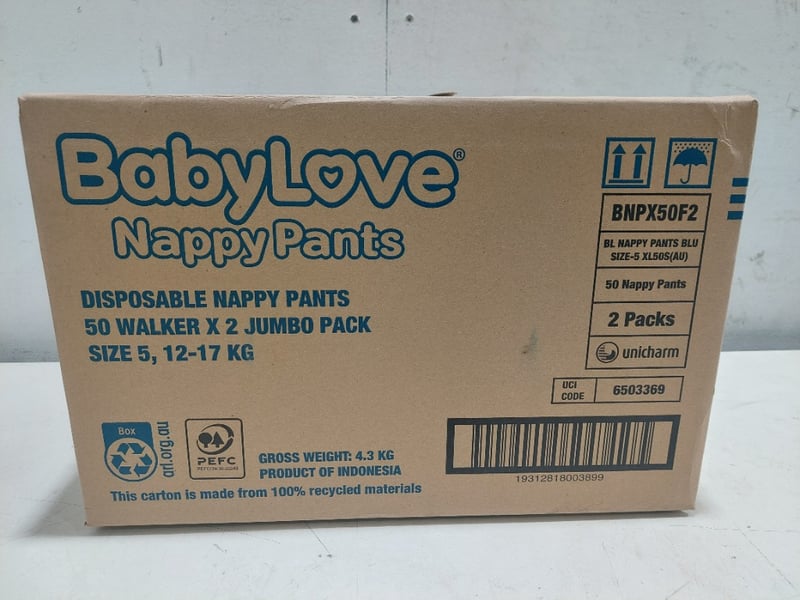 BabyLove®
Nappy Pants
DISPOSABLE NAPPY PANTS
50 WALKER X 2 JUMBO PACK
SIZE 5, 12-17 KG
BNPX50F2
BL NAPPY PANTS BLU
SIZE-5 XL50S(AU)
50 Nappy Pants
2 Packs
unicharm
UCI
CODE
6503369
19312818003899
Box
arl.org.au
PEFC
GROSS WEIGHT: 4.3 KG
PRODUCT OF INDONESIA
This carton is made from 100% recycled materials